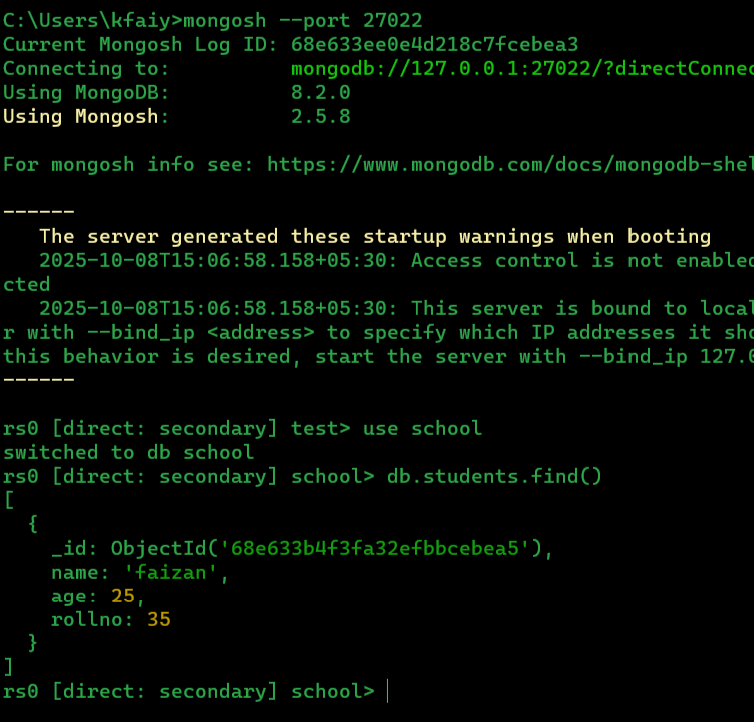 C:\Users\kfaiy>mongosh --port 27022
Current Mongosh Log ID: 68e633ee0e4d218c7fcebea3
Connecting to:          mongodb://127.0.0.1:27022/?directConnec
Using MongoDB:          8.2.0
Using Mongosh:          2.5.8
For mongosh info see: https://www.mongodb.com/docs/mongodb-shel
------
   The server generated these startup warnings when booting
   2025-10-08T15:06:58.158+05:30: Access control is not enabled
cted
   2025-10-08T15:06:58.158+05:30: This server is bound to local
r with --bind_ip <address> to specify which IP addresses it sho
this behavior is desired, start the server with --bind_ip 127.0
------
rs0 [direct: secondary] test> use school
switched to db school
rs0 [direct: secondary] school> db.students.find()
[
  {
    _id: ObjectId('68e633b4f3fa32efbbcebea5'),
    name: 'faizan',
    age: 25,
    rollno: 35
  }
]
rs0 [direct: secondary] school>